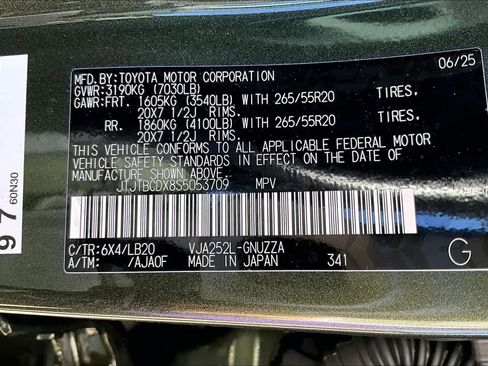 06/25
MFD.BY:TOYOTA MOTOR CORPORATION
GVWR:3190KG (7030LB)
GAWR:FRT. 1605KG (3540LB) WITH 265/55R20 TIRES.
20X7 1/2J RIMS.
RR. 1860KG (4100LB) WITH 265/55R20 TIRES.
20X7 1/2J RIMS.
THIS VEHICLE CONFORMS TO ALL APPLICABLE FEDERAL MOTOR
VEHICLE SAFETY STANDARDS IN EFFECT ON THE DATE OF
MANUFACTURE SHOWN ABOVE.
JTJTBCDX8S5053709 MPV
C/TR:6X4/LB20 VJA252L-GNUZZA
A/TM: /AJA0F MADE IN JAPAN 341
G
97 60N30